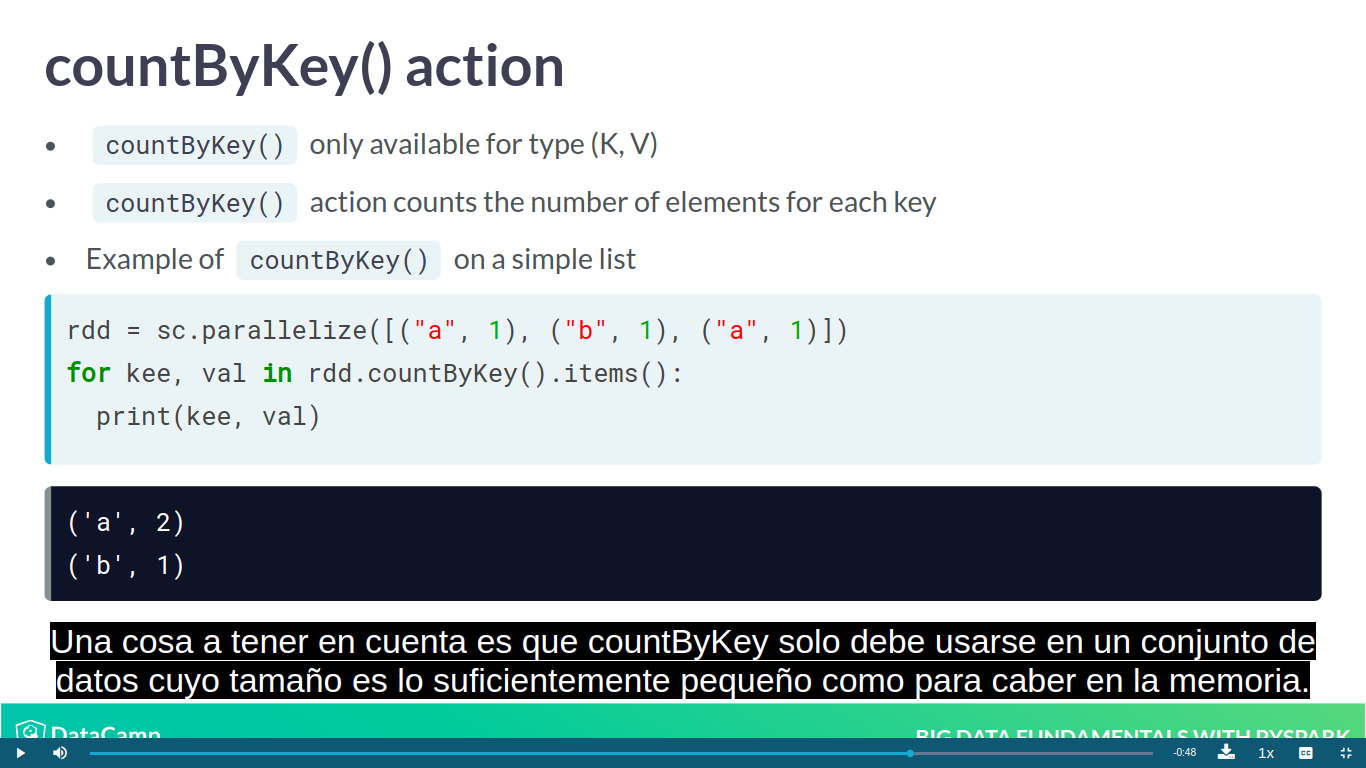 countByKey() action
• countByKey() only available for type (K, V)
• countByKey() action counts the number of elements for each key
• Example of countByKey() on a simple list
rdd = sc.parallelize([("a", 1), ("b", 1), ("a", 1)])
for kee, val in rdd.countByKey().items():
  print(kee, val)
('a', 2)
('b', 1)
Una cosa a tener en cuenta es que countByKey solo debe usarse en un conjunto de
datos cuyo tamaño es lo suficientemente pequeño como para caber en la memoria.
DataCamp
BIG DATA FUNDAMENTALS WITH PYSPARK
-0:48
1x
CC